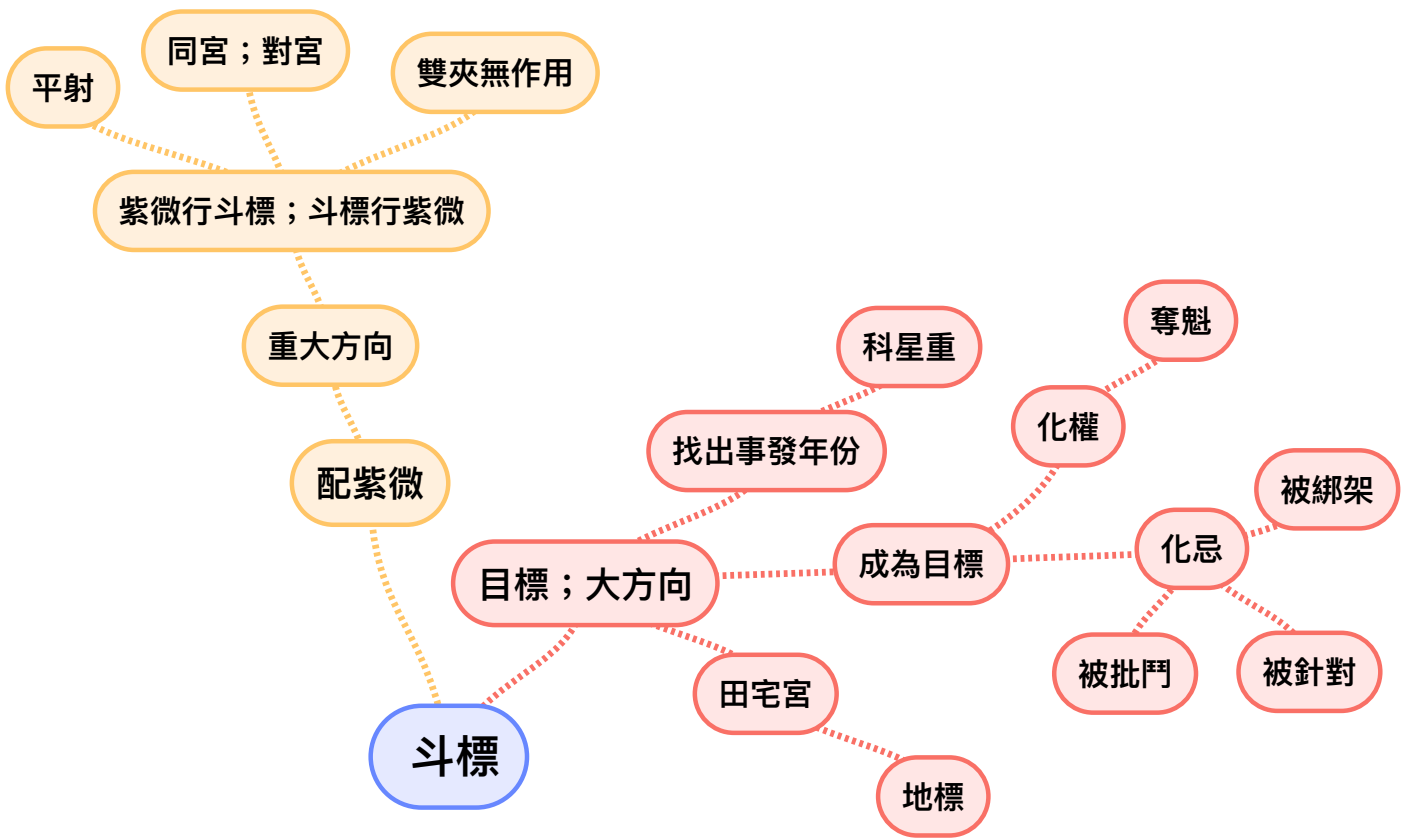 同宮；對宮
平射
雙夾無作用
紫微行斗標；斗標行紫微
重大方向
配紫微
科星重
奪魁
找出事發年份
化權
被綁架
目標；大方向
成為目標
化忌
田宅宮
被批鬥
被針對
斗標
地標